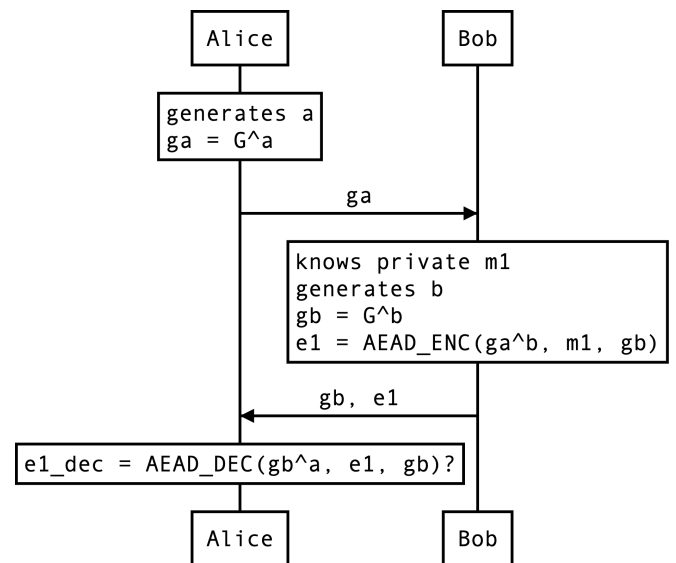 Alice
Bob
generates a
ga = G^a
ga
knows private m1
generates b
gb = G^b
e1 = AEAD_ENC(ga^b, m1, gb)
gb, e1
e1_dec = AEAD_DEC(gb^a, e1, gb)?
Alice
Bob